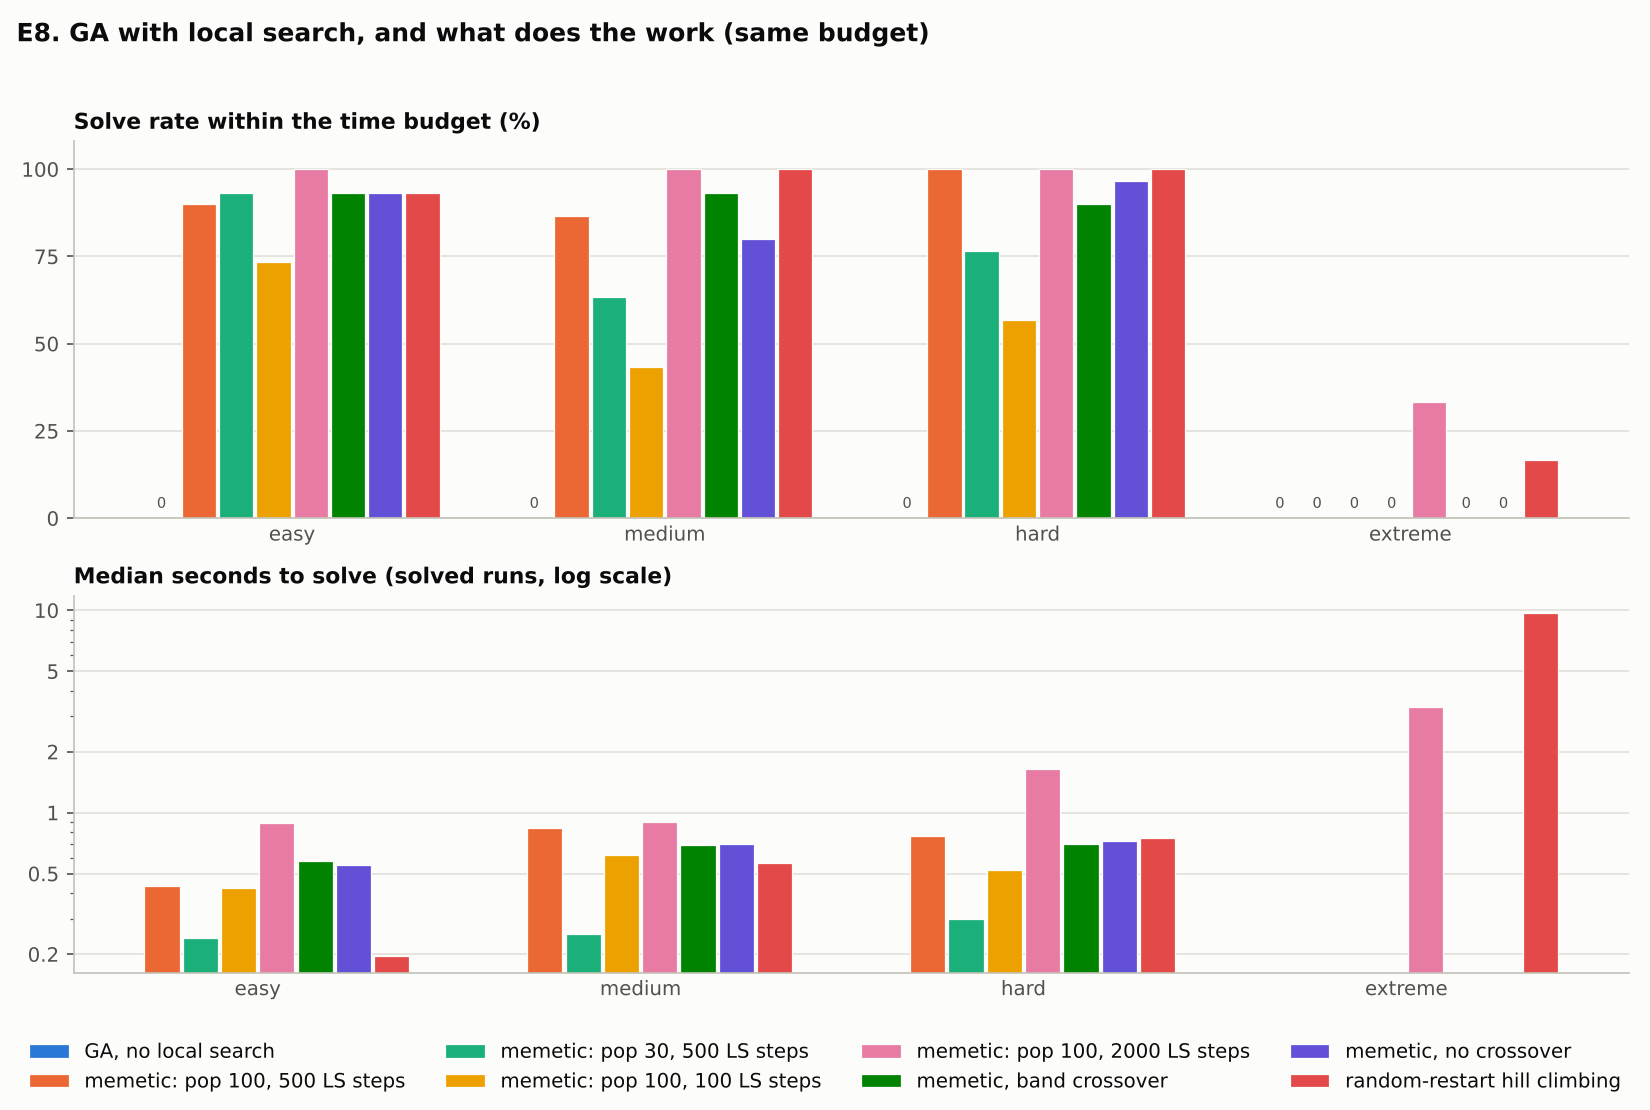 E8. GA with local search, and what does the work (same budget)
Solve rate within the time budget (%)
100
75
50
25
0
0 0 0 0 0 0 0 0 0
easy medium hard extreme
Median seconds to solve (solved runs, log scale)
10
5
2
1
0.5
0.2
easy medium hard extreme
GA, no local search memetic: pop 30, 500 LS steps memetic: pop 100, 2000 LS steps memetic, no crossover
memetic: pop 100, 500 LS steps memetic: pop 100, 100 LS steps memetic, band crossover random-restart hill climbing